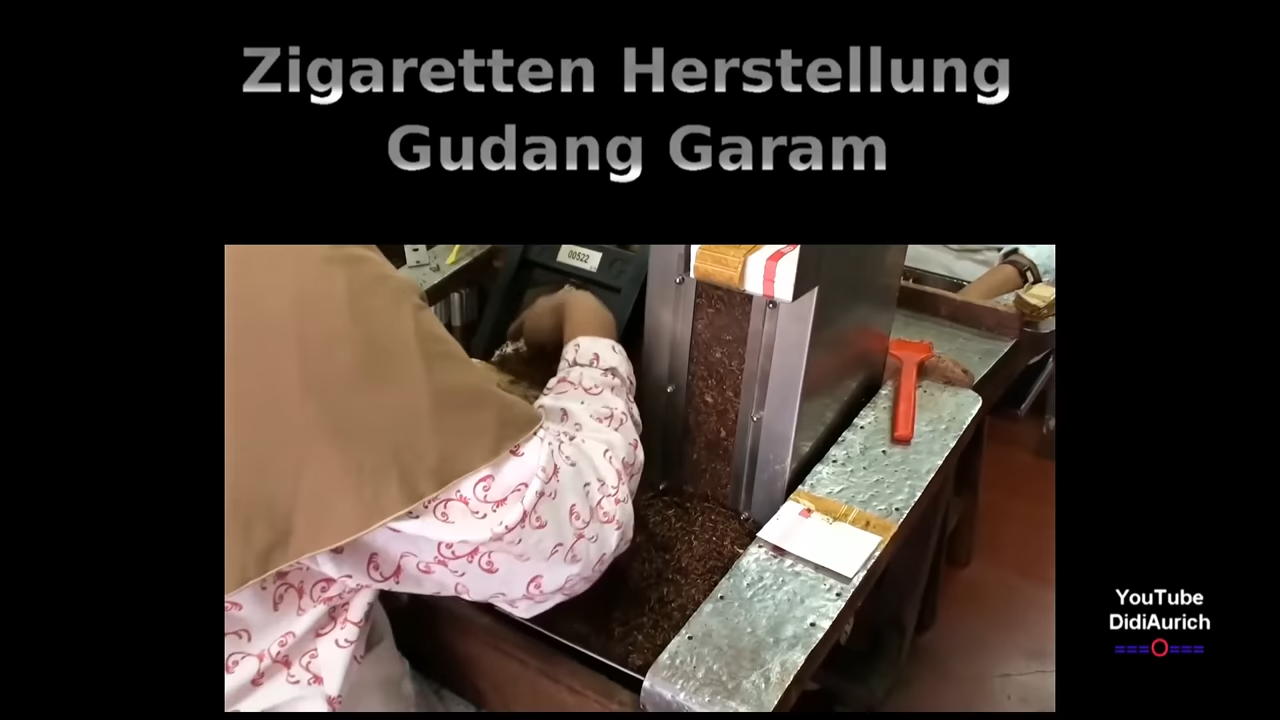 Zigaretten Herstellung
Gudang Garam
00522
YouTube
DidiAurich
===O===